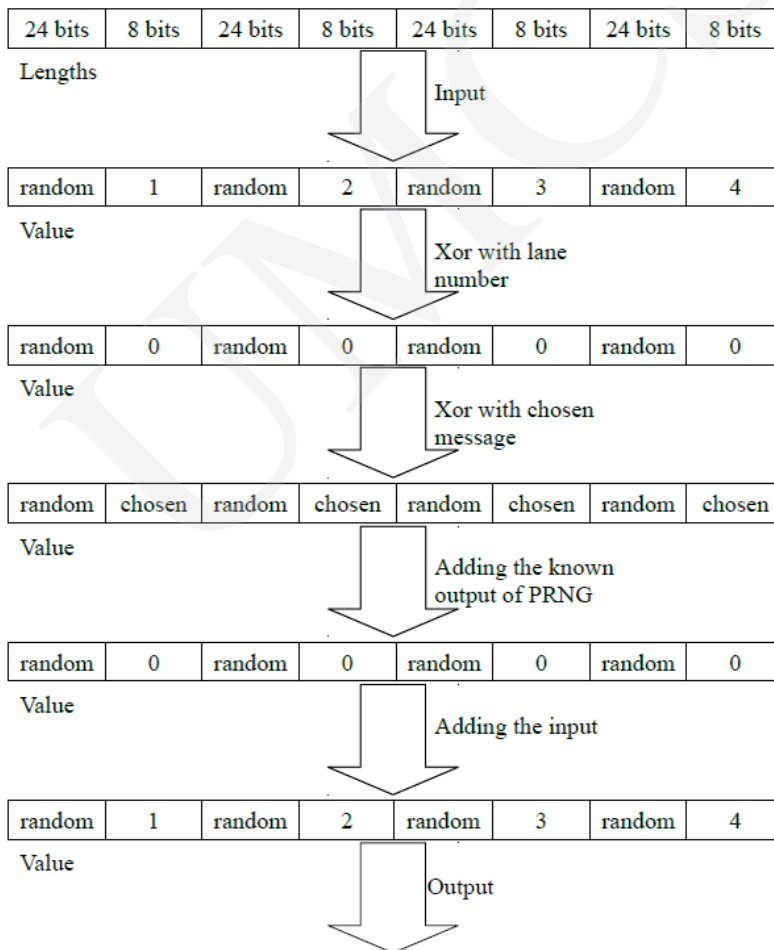 24 bits 8 bits 24 bits 8 bits 24 bits 8 bits 24 bits 8 bits
Lengths
Input
random 1 random 2 random 3 random 4
Value
Xor with lane
number
random 0 random 0 random 0 random 0
Value
Xor with chosen
message
random chosen random chosen random chosen random chosen
Value
Adding the known
output of PRNG
random 0 random 0 random 0 random 0
Value
Adding the input
random 1 random 2 random 3 random 4
Value
Output
UMCS